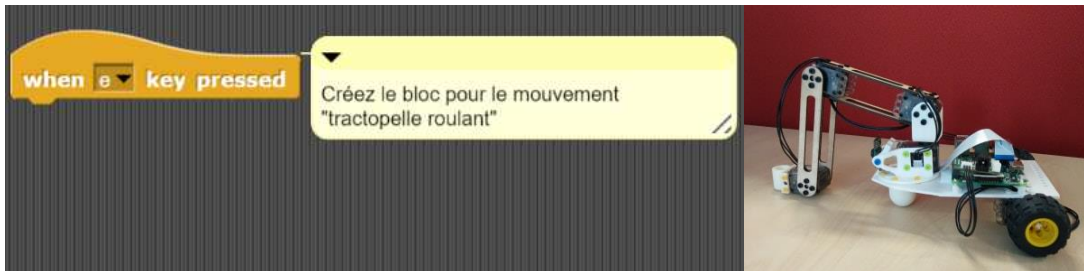 when e key pressed
Créez le bloc pour le mouvement
"tractopelle roulant"